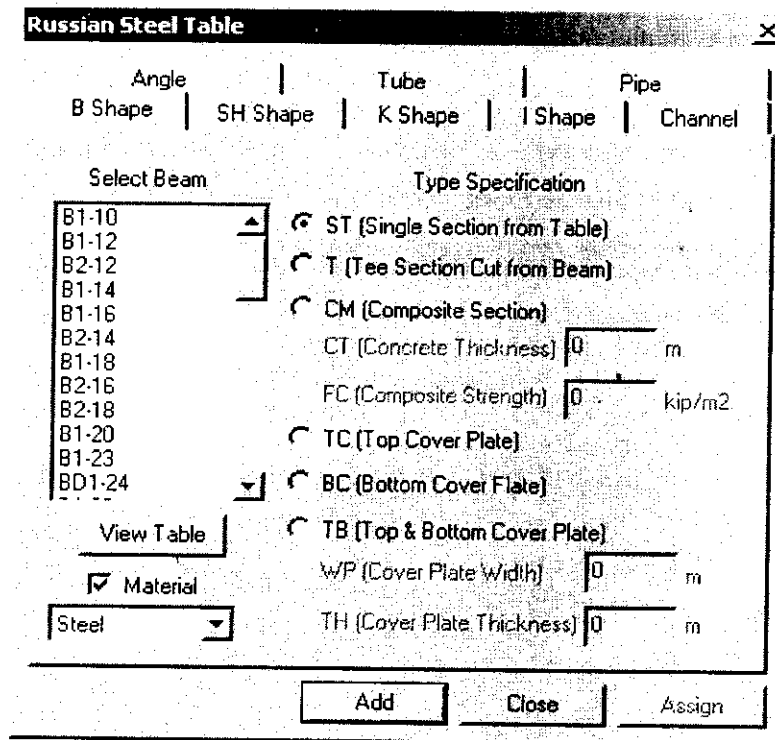 Russian Steel Table
Angle Tube Pipe
B Shape SH Shape K Shape I Shape Channel
Select Beam
B1-10
B1-12
B2-12
B1-14
B1-16
B2-14
B1-18
B2-16
B2-18
B1-20
B1-23
BD1-24
View Table
Material
Steel
Type Specification
ST (Single Section from Table)
T (Tee Section Cut from Beam)
CM (Composite Section)
CT (Concrete Thickness) 0 m
FC (Composite Strength) 0 kip/m2
TC (Top Cover Plate)
BC (Bottom Cover Plate)
TB (Top & Bottom Cover Plate)
WP (Cover Plate Width) 0 m
TH (Cover Plate Thickness) 0 m
Add Close Assign